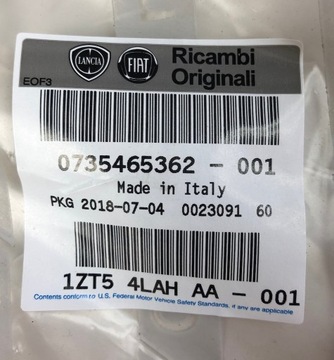 LANCIA FIAT Ricambi
Originali
EOF3
0735465362 - 001
Made in Italy
PKG 2018-07-04 0023091 60
1ZT5 4LAH AA - 001
Contents conform to U.S. Federal Motor Vehicle Safety Standards, if any are applicable